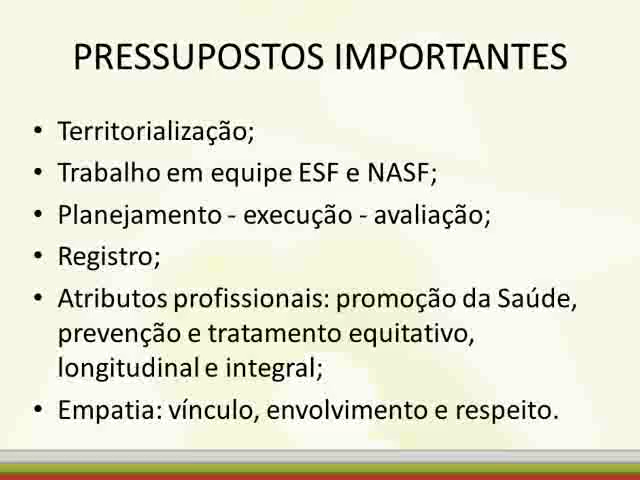 PRESSUPOSTOS IMPORTANTES
• Territorialização;
• Trabalho em equipe ESF e NASF;
• Planejamento - execução - avaliação;
• Registro;
• Atributos profissionais: promoção da Saúde,
prevenção e tratamento equitativo,
longitudinal e integral;
• Empatia: vínculo, envolvimento e respeito.